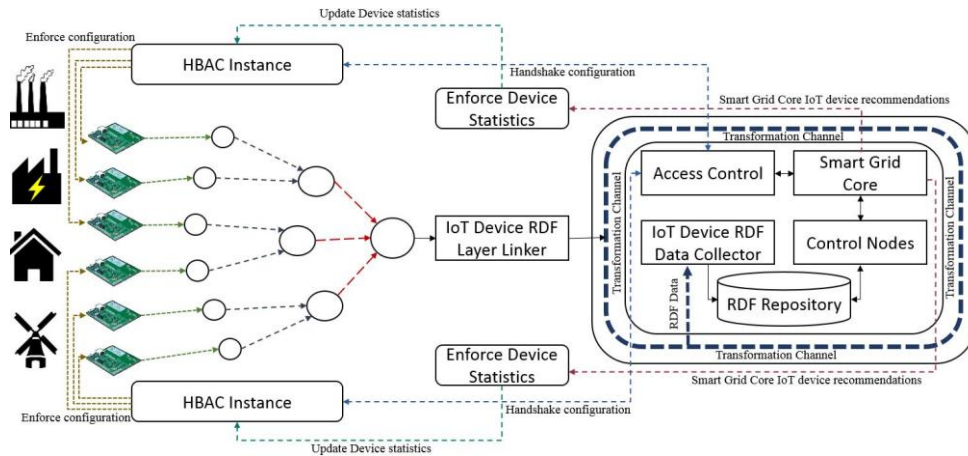 Update Device statistics
Enforce configuration
HBAC Instance
Handshake configuration
Enforce Device
Statistics
Smart Grid Core IoT device recommendations
Transformation Channel
Transformation Channel
Access Control
Smart Grid
Core
Transformation Channel
IoT Device RDF
Layer Linker
IoT Device RDF
Data Collector
Control Nodes
RDF Data
RDF Repository
Transformation Channel
Enforce Device
Statistics
Smart Grid Core IoT device recommendations
HBAC Instance
Handshake configuration
Enforce configuration
Update Device statistics